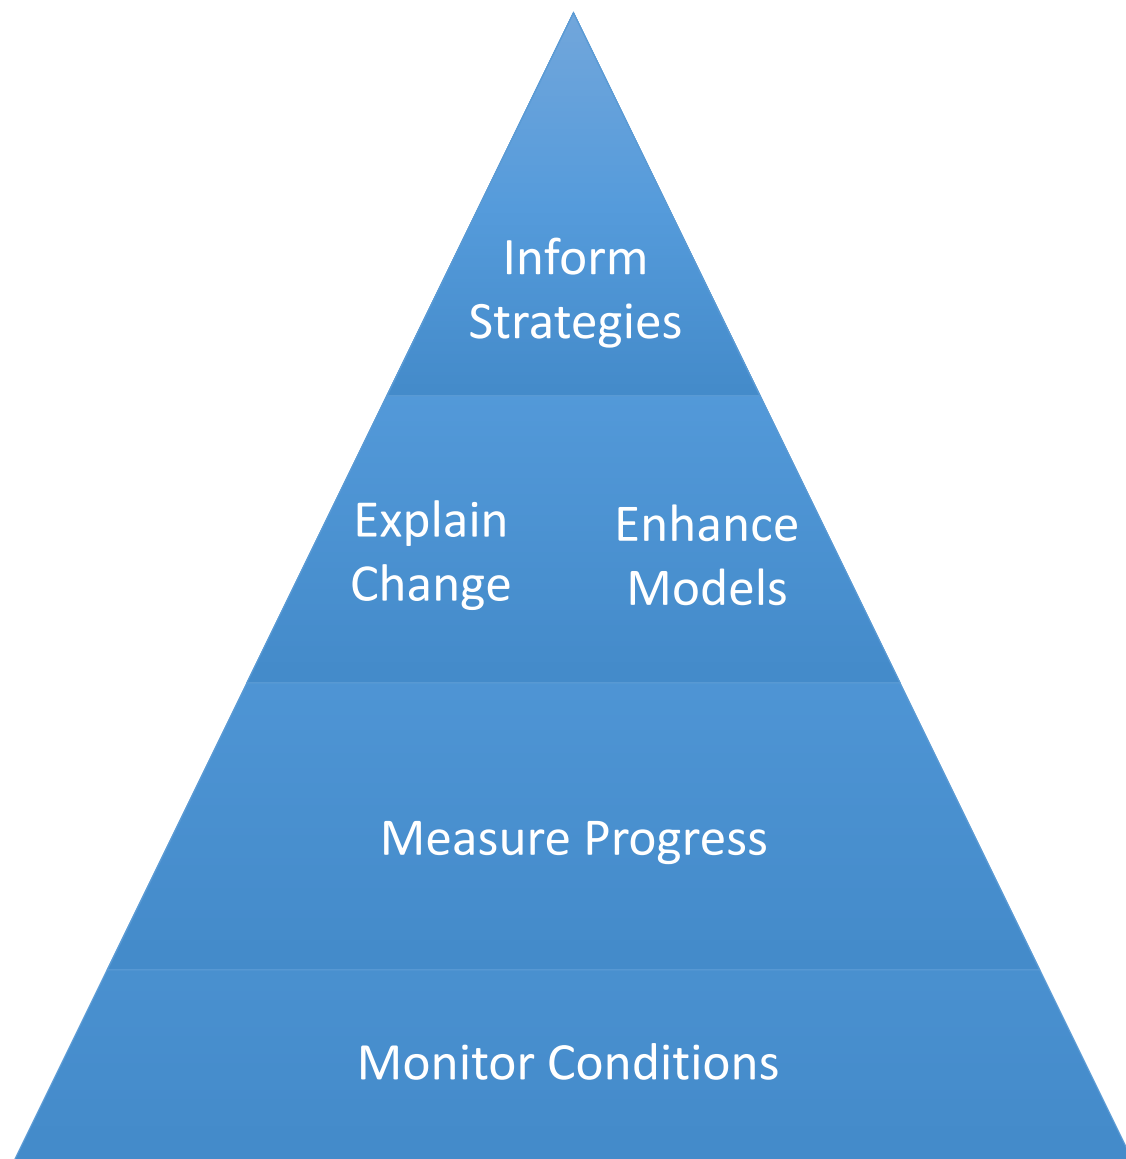 Inform
Strategies
Explain
Change
Enhance
Models
Measure Progress
Monitor Conditions